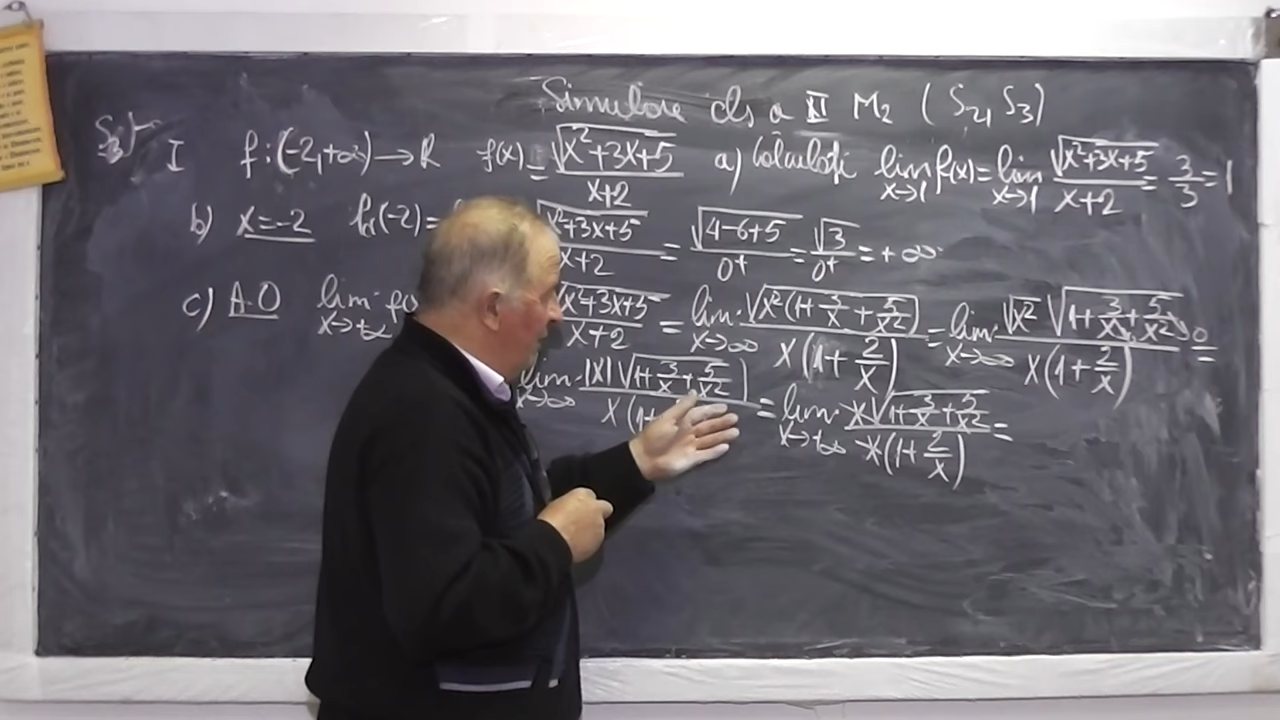 Simulare cls a XI M₂ (S₂, S₃)
S₃ I f:(-2,+∞)→R f(x)=√(x²+3x+5)/(x+2) a) Calculați lim x→1 f(x)=lim x→1 √(x²+3x+5)/(x+2)=3/3=1
b) x=-2 (-2)= √(x²+3x+5)/(x+2)=√(4-6+5)/0⁺=√3/0⁺=+∞
c) A.O lim x→+∞ √(x²+3x+5)/(x+2)=lim x→∞ √(x²(1+3/x+5/x²))/(x(1+2/x))=lim x→∞ √x² √(1+3/x+5/x²)/(x(1+2/x))=
lim x→∞ |x|√(1+3/x+5/x²)/(x(1+ =lim x→+∞ x√(1+3/x+5/x²)/(x(1+2/x))=